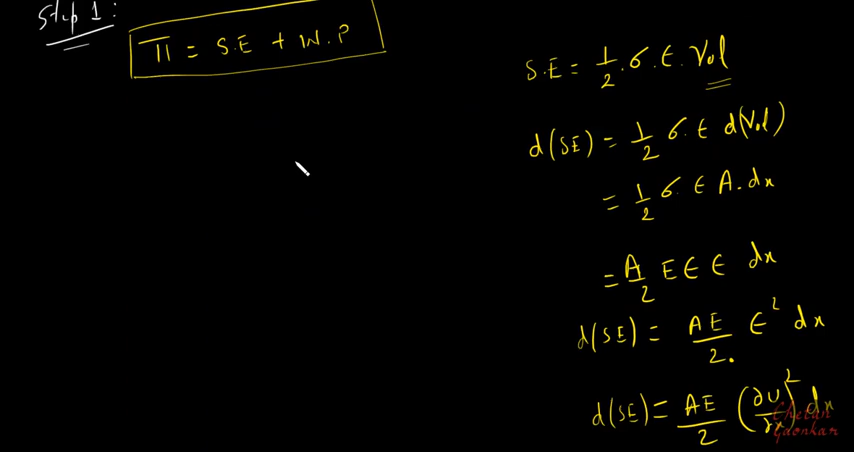 Step 1:
Π = S.E + W.P
S.E = 1/2 . σ . ϵ . Vol
d(SE) = 1/2 σ. ϵ d(Vol)
= 1/2 σ ϵ A. dx
= A/2 E ϵ ϵ dx
d(SE) = AE/2 ϵ² dx
d(SE) = AE/2 (∂U/∂x)² dx
Chetan
Gaonkar